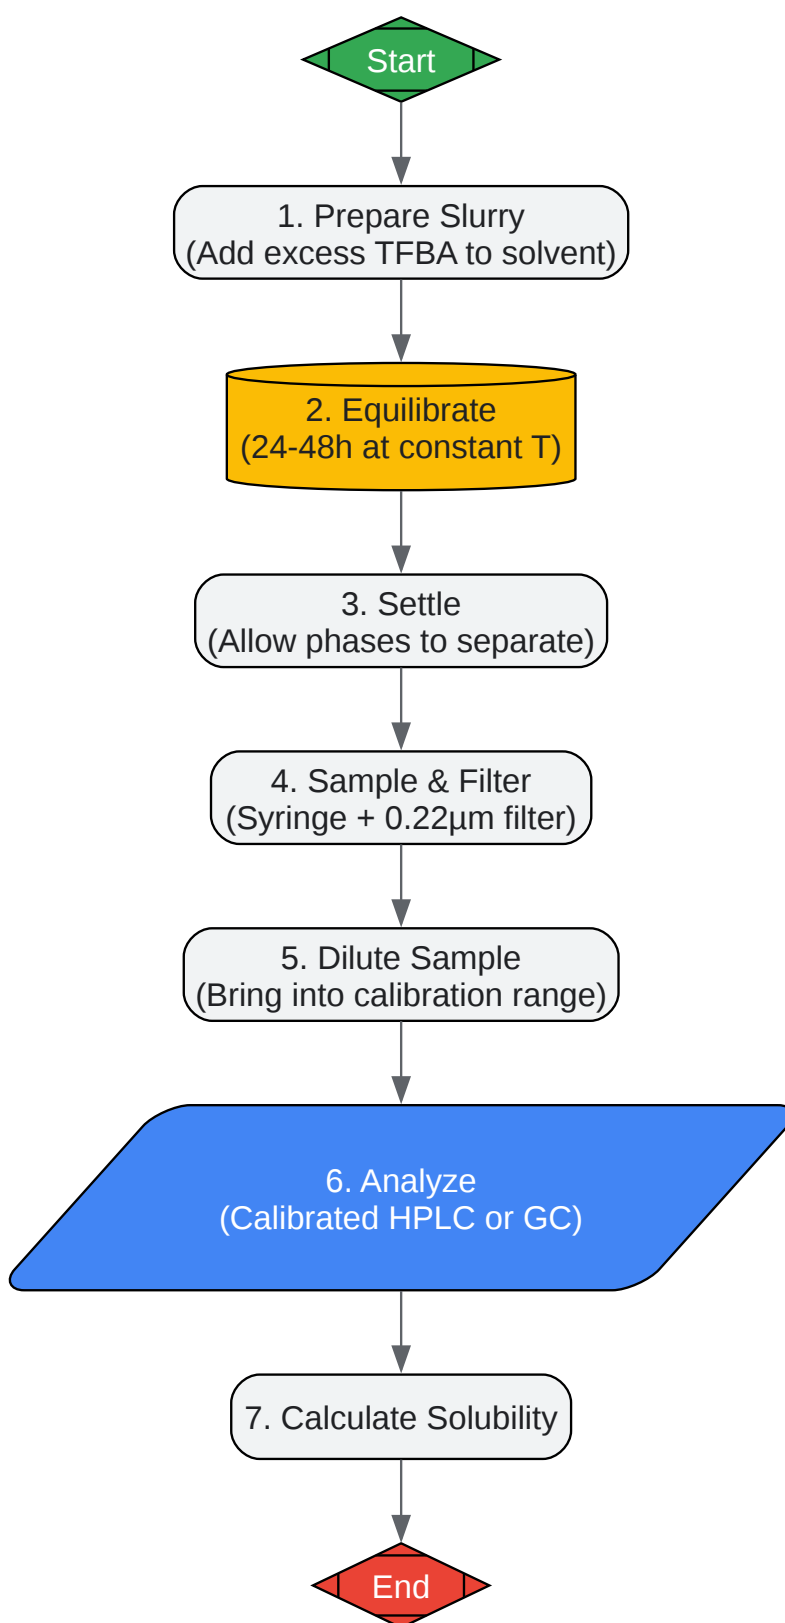 Start
1. Prepare Slurry
(Add excess TFBA to solvent)
2. Equilibrate
(24-48h at constant T)
3. Settle
(Allow phases to separate)
4. Sample & Filter
(Syringe + 0.22µm filter)
5. Dilute Sample
(Bring into calibration range)
6. Analyze
(Calibrated HPLC or GC)
7. Calculate Solubility
End